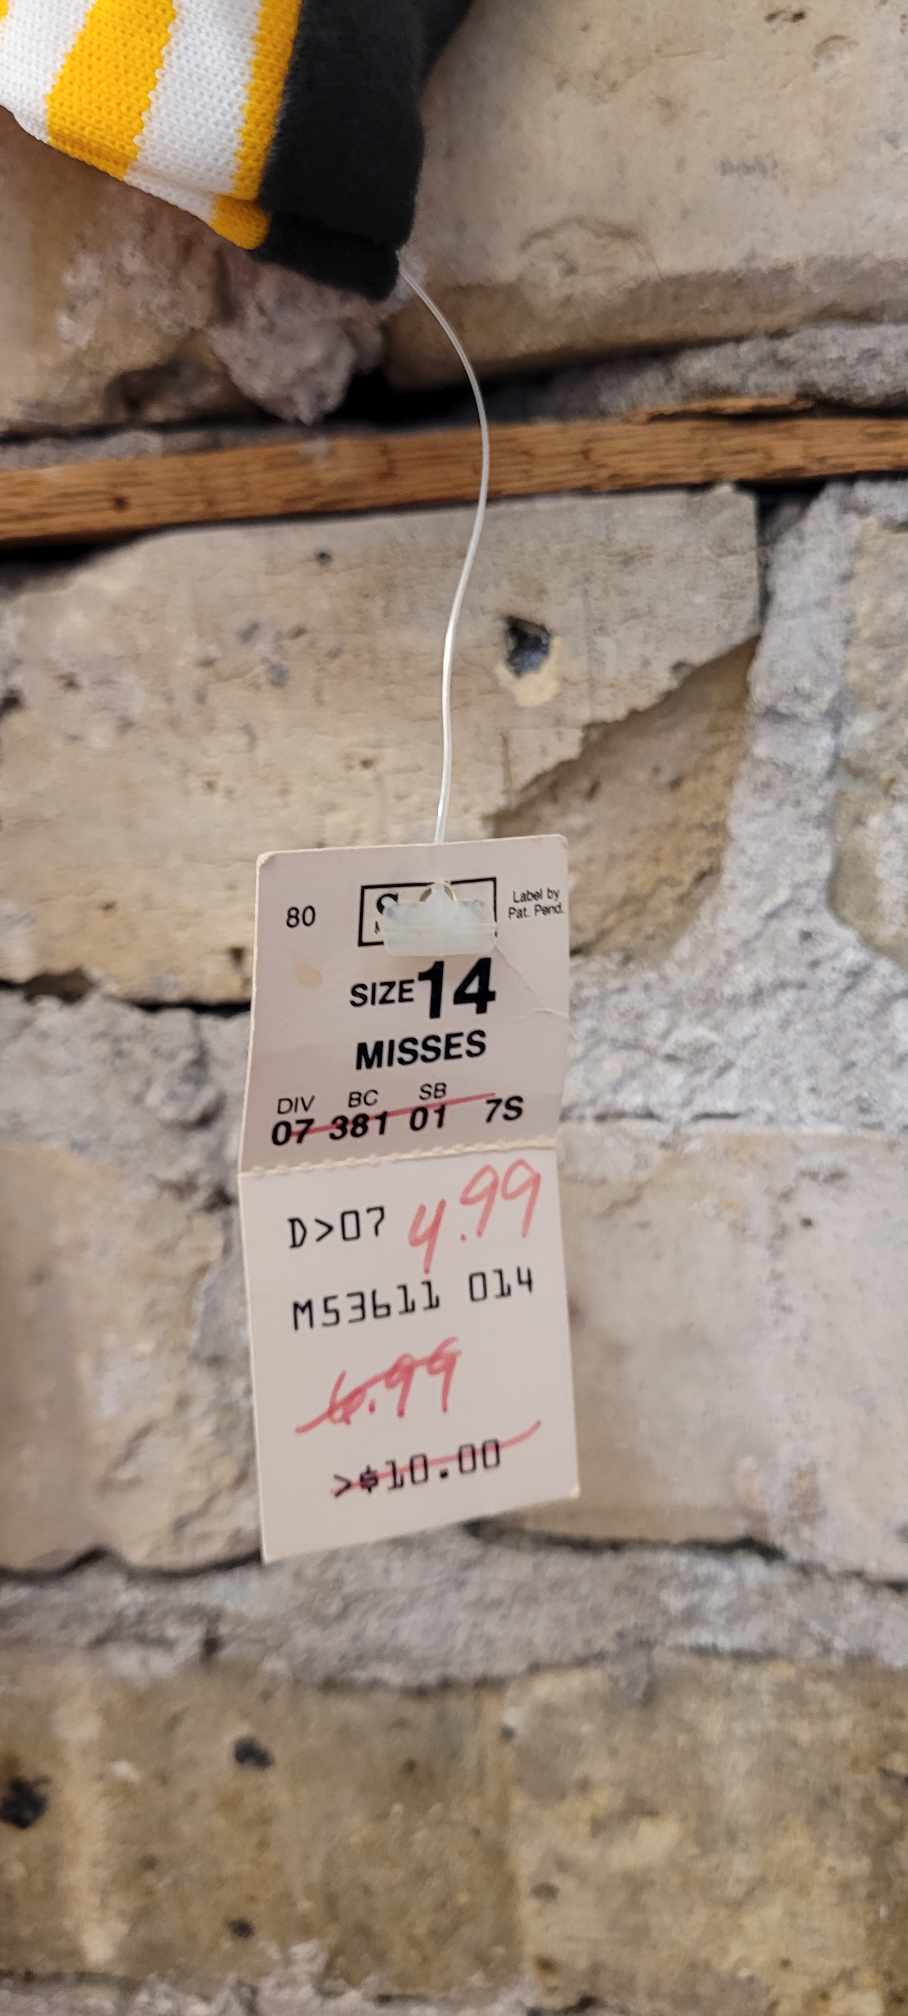 80
Label by
Pat. Pend.
SIZE 14
MISSES
DIV BC SB
07 381 01 7S
D>07 4.99
M53611 014
6.99
>$10.00